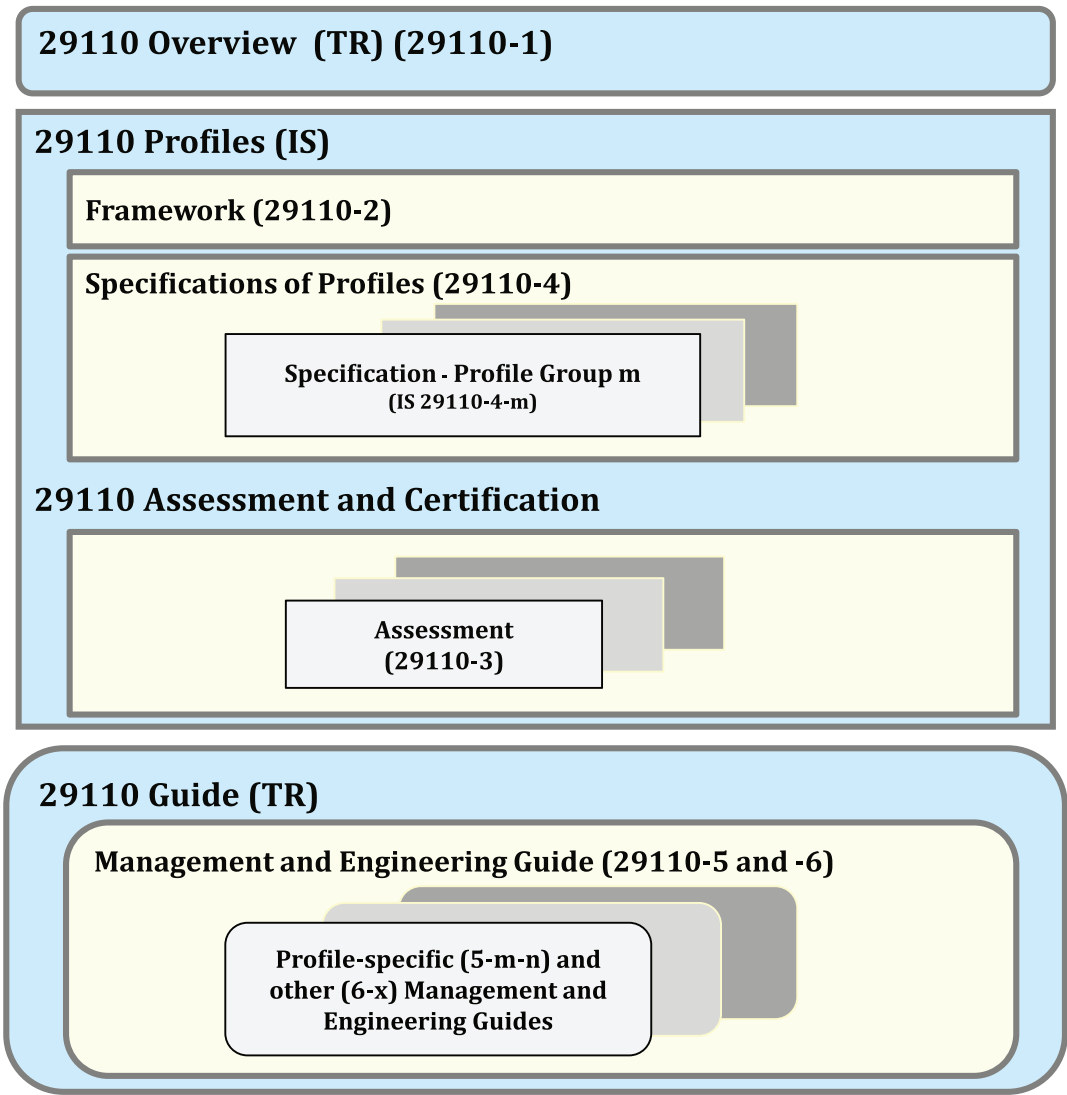 29110 Overview (TR) (29110-1)
29110 Profiles (IS)
Framework (29110-2)
Specifications of Profiles (29110-4)
Specification - Profile Group m
(IS 29110-4-m)
29110 Assessment and Certification
Assessment
(29110-3)
29110 Guide (TR)
Management and Engineering Guide (29110-5 and -6)
Profile-specific (5-m-n) and
other (6-x) Management and
Engineering Guides